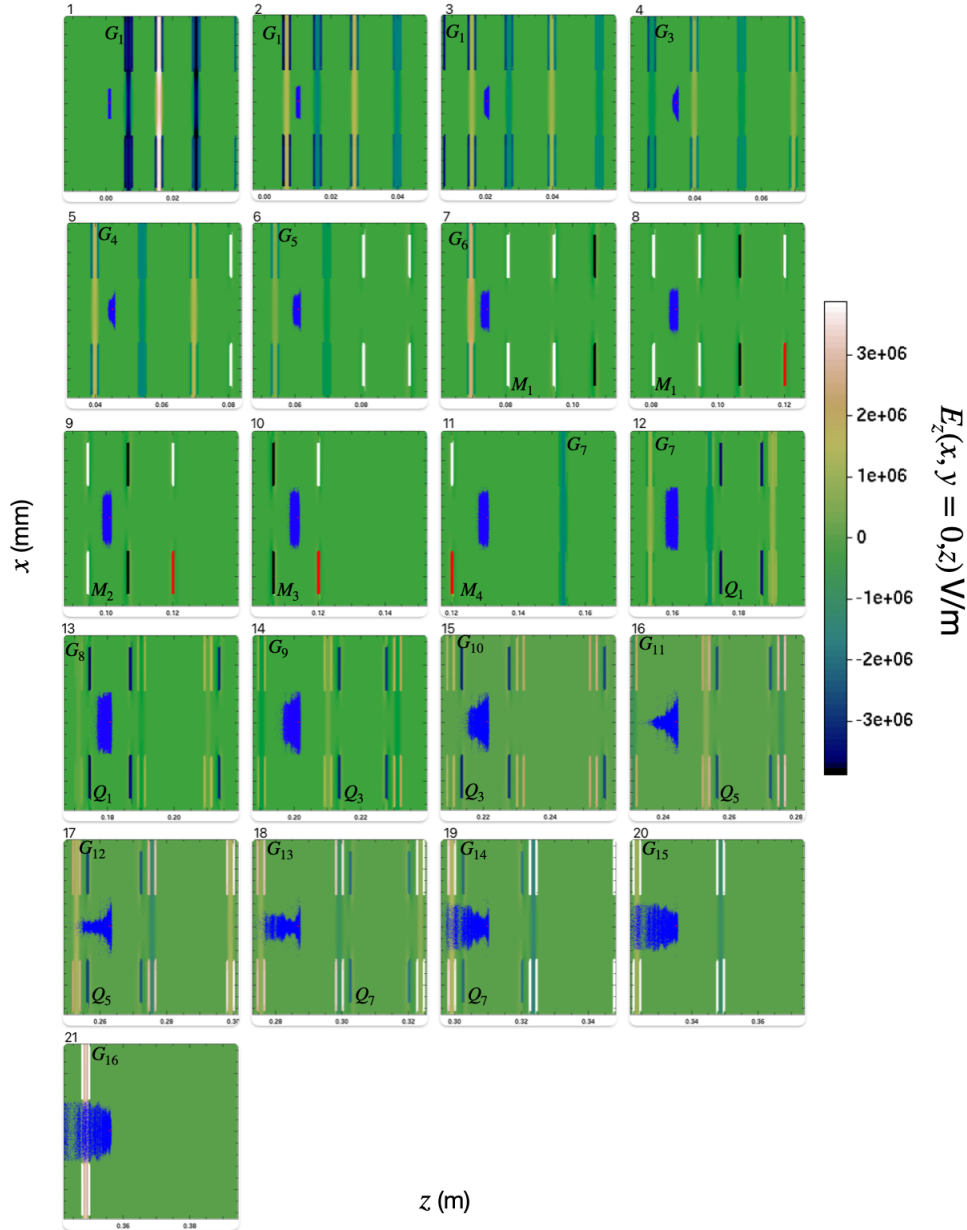 1 2 3 4
G₁ G₁ G₁ G₃
0.00 0.02 0.00 0.02 0.04 0.02 0.04 0.04 0.06
5 6 7 8
G₄ G₅ G₆
M₁ M₁
0.04 0.06 0.08 0.06 0.08 0.08 0.10 0.08 0.10 0.12
9 10 11 12
G₇ G₇
M₂ M₃ M₄ Q₁
0.10 0.12 0.12 0.14 0.12 0.14 0.16 0.16 0.18
13 14 15 16
G₈ G₉ G₁₀ G₁₁
Q₁ Q₃ Q₃ Q₅
0.18 0.20 0.20 0.22 0.22 0.24 0.24 0.26 0.28
17 18 19 20
G₁₂ G₁₃ G₁₄ G₁₅
Q₅ Q₇ Q₇
0.26 0.28 0.28 0.30 0.32 0.30 0.32 0.34 0.36
21
G₁₆
0.36 0.38
x (mm)
z (m)
3e+06
2e+06
1e+06
0
-1e+06
-2e+06
-3e+06
E_z(x, y = 0,z) V/m